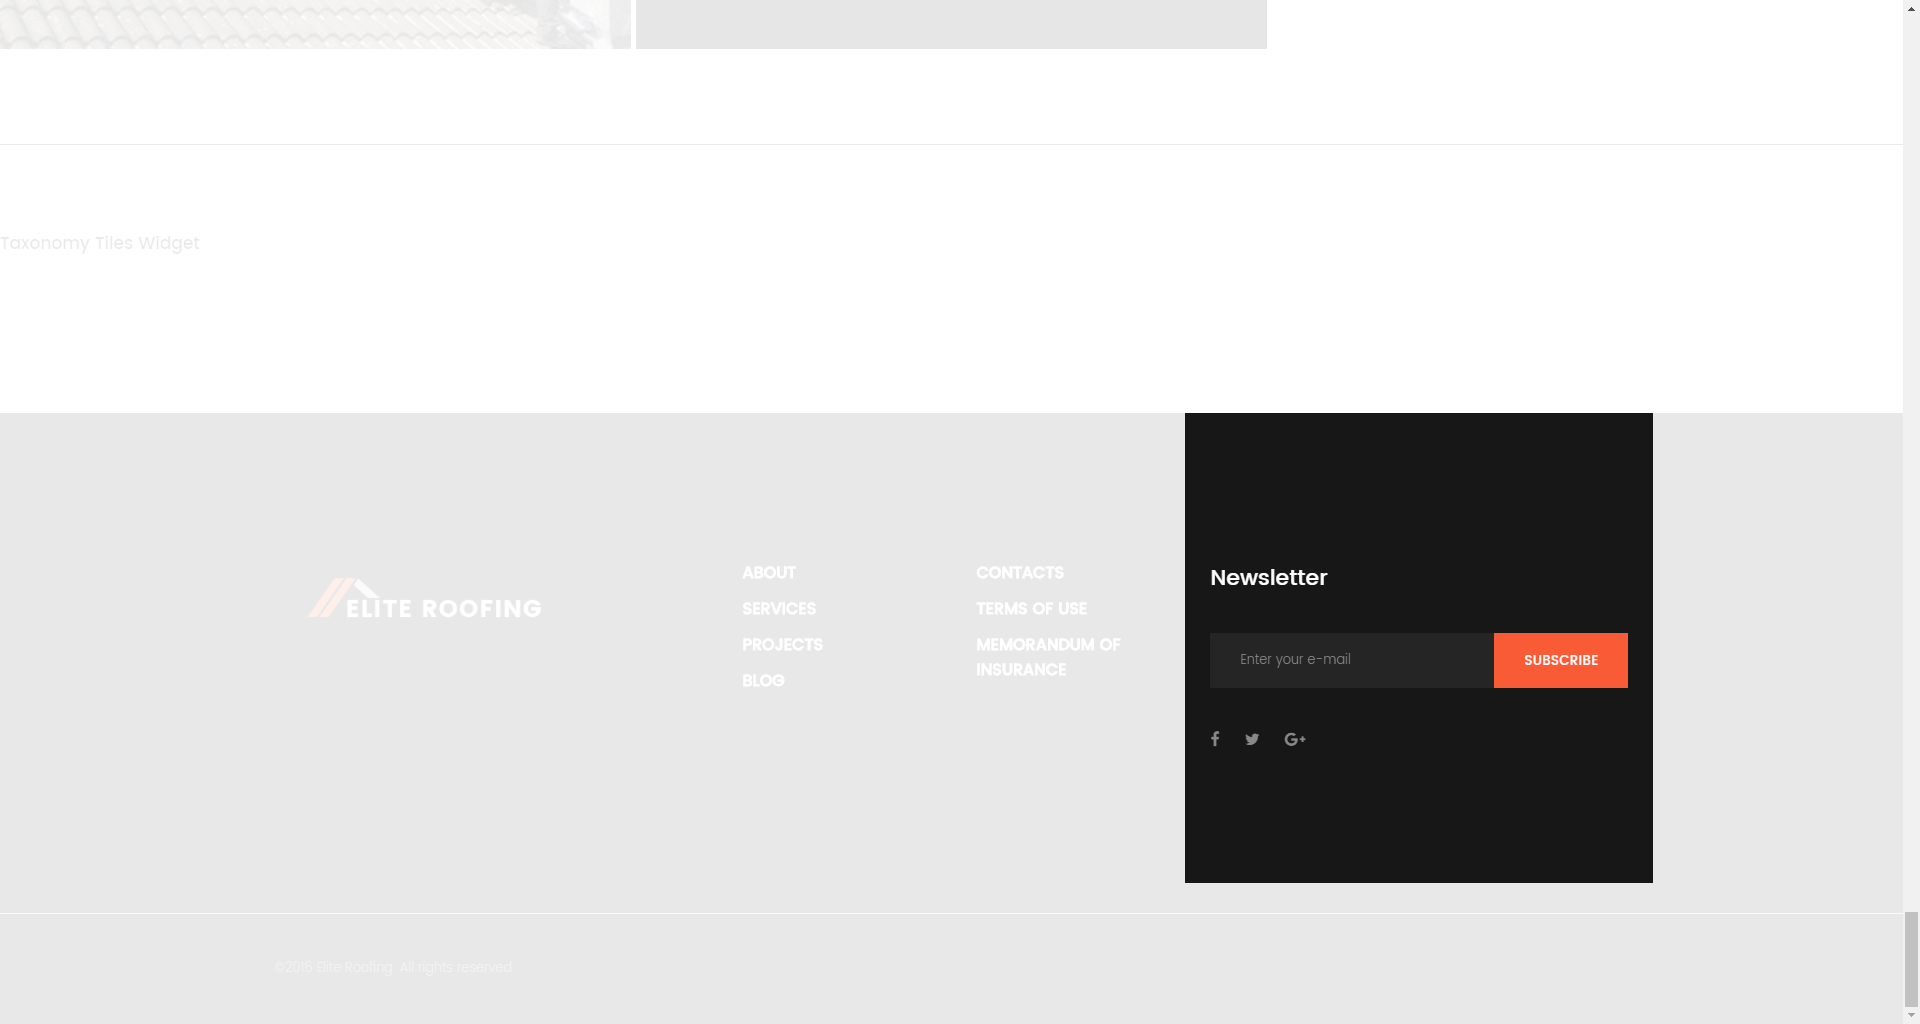 Taxonomy Tiles Widget
ELITE ROOFING
ABOUT
SERVICES
PROJECTS
BLOG
CONTACTS
TERMS OF USE
MEMORANDUM OF
INSURANCE
Newsletter
Enter your e-mail
SUBSCRIBE
©2016 Elite Roofing. All rights reserved.